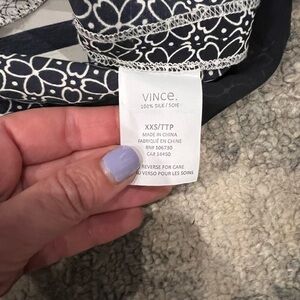 VINCE.
100% SILK / SOIE
XXS/TTP
MADE IN CHINA
FABRIQUÉ EN CHINE
RN# 106730
CA# 34450
REVERSE FOR CARE
AU VERSO POUR LES SOINS